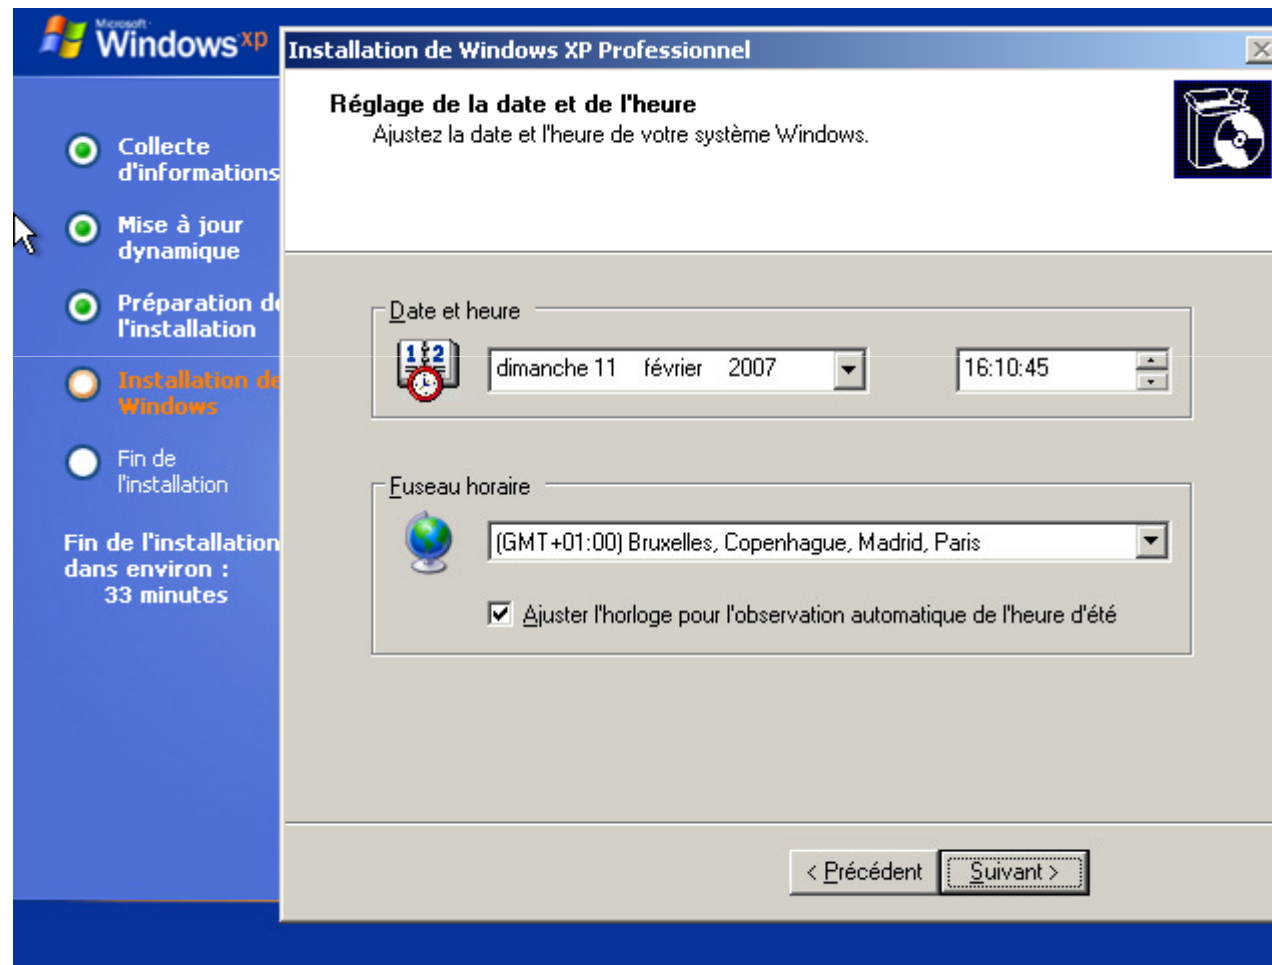 Microsoft
Windows xp
Installation de Windows XP Professionnel
Réglage de la date et de l'heure
Ajustez la date et l'heure de votre système Windows.
Collecte
d'informations
Mise à jour
dynamique
Préparation de
l'installation
Installation de
Windows
Fin de
l'installation
Fin de l'installation
dans environ :
33 minutes
Date et heure
12
dimanche 11 février 2007
16:10:45
Fuseau horaire
(GMT+01:00) Bruxelles, Copenhague, Madrid, Paris
Ajuster l'horloge pour l'observation automatique de l'heure d'été
< Précédent
Suivant >